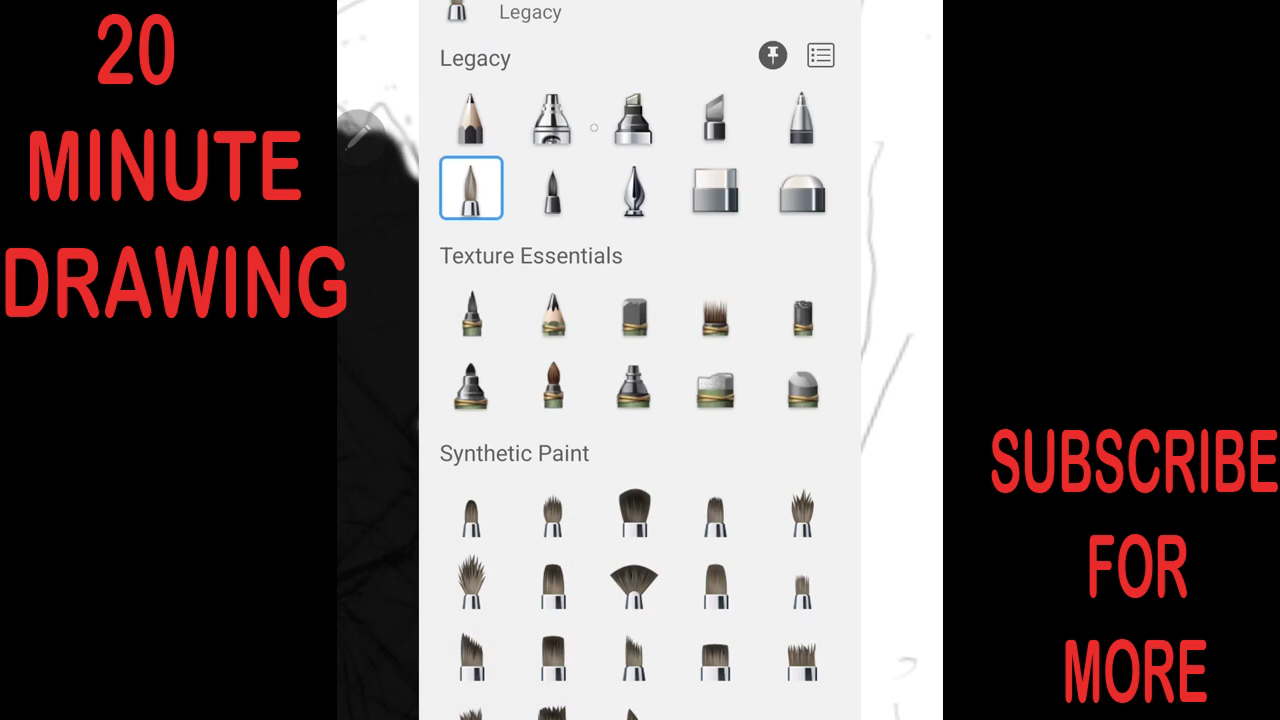 20
MINUTE
DRAWING
Legacy
Legacy
Texture Essentials
Synthetic Paint
SUBSCRIBE
FOR
MORE